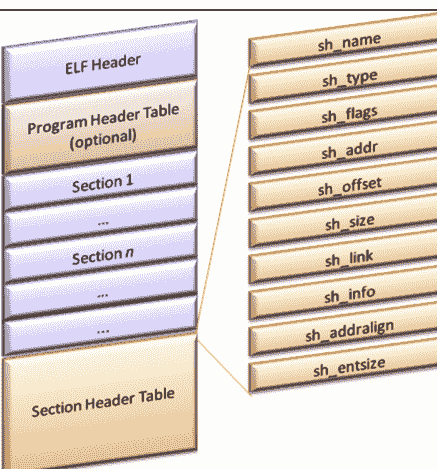 ELF Header
Program Header Table
(optional)
Section 1
...
Section n
...
...
Section Header Table
sh_name
sh_type
sh_flags
sh_addr
sh_offset
sh_size
sh_link
sh_info
sh_addralign
sh_entsize